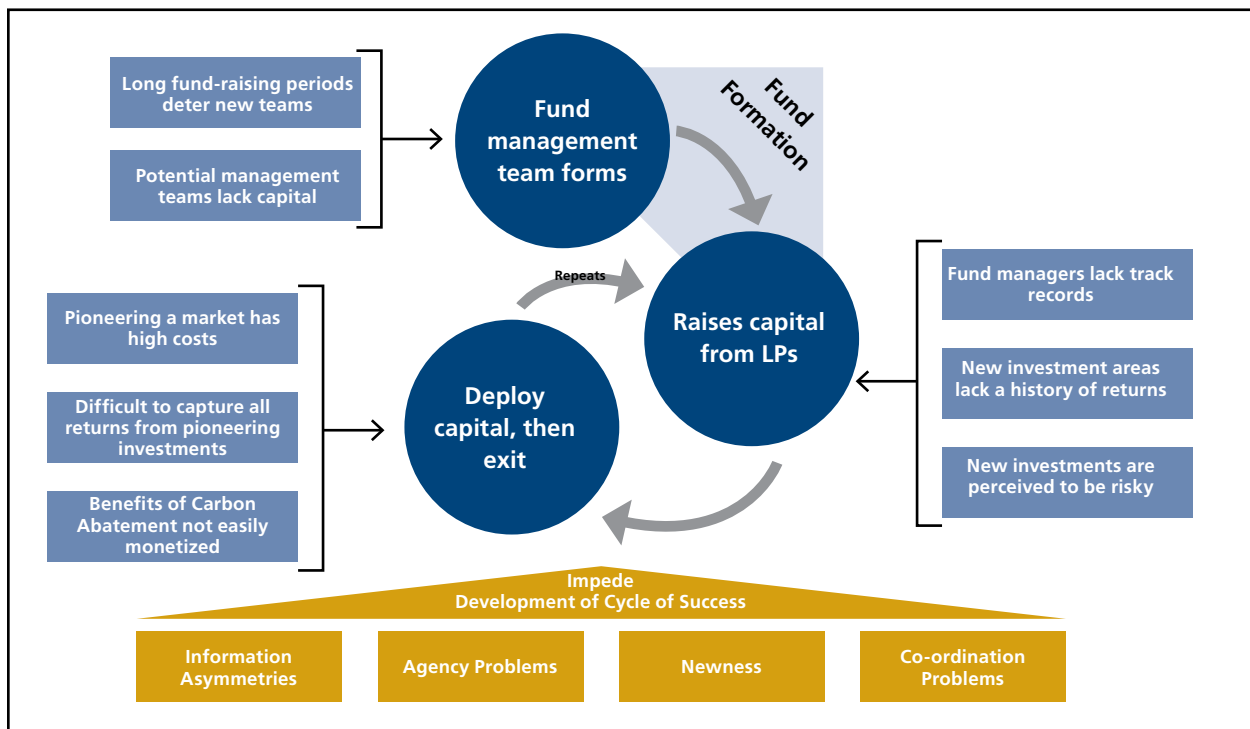 Long fund-raising periods
deter new teams
Potential management
teams lack capital
Fund
management
team forms
Fund
Formation
Repeats
Raises capital
from LPs
Fund managers lack track
records
New investment areas
lack a history of returns
New investments are
perceived to be risky
Pioneering a market has
high costs
Difficult to capture all
returns from pioneering
investments
Benefits of Carbon
Abatement not easily
monetized
Deploy
capital, then
exit
Impede
Development of Cycle of Success
Information
Asymmetries
Agency Problems
Newness
Co-ordination
Problems